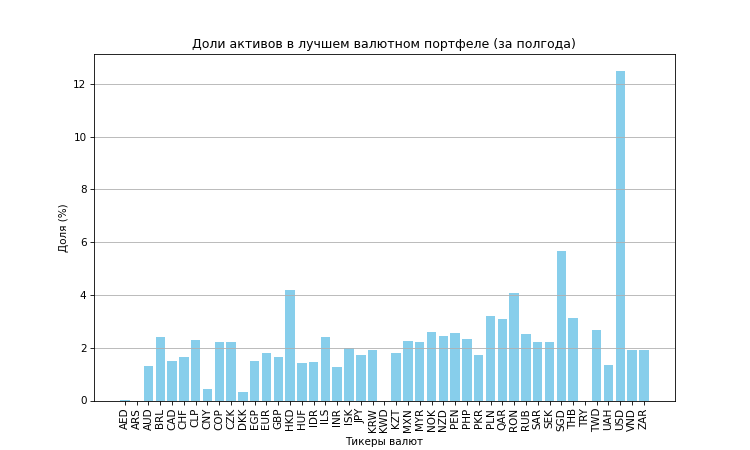 Доли активов в лучшем валютном портфеле (за полгода)
Доля (%)
12
10
8
6
4
2
0
AED ARS AUD BRL CAD CHF CLP CNY COP CZK DKK EGP EUR GBP HKD HUF IDR ILS INR ISK JPY KRW KWD KZT MXN MYR NOK NZD PEN PHP PKR PLN QAR RON RUB SAR SEK SGD THB TRY TWD UAH USD VND ZAR
Тикеры валют